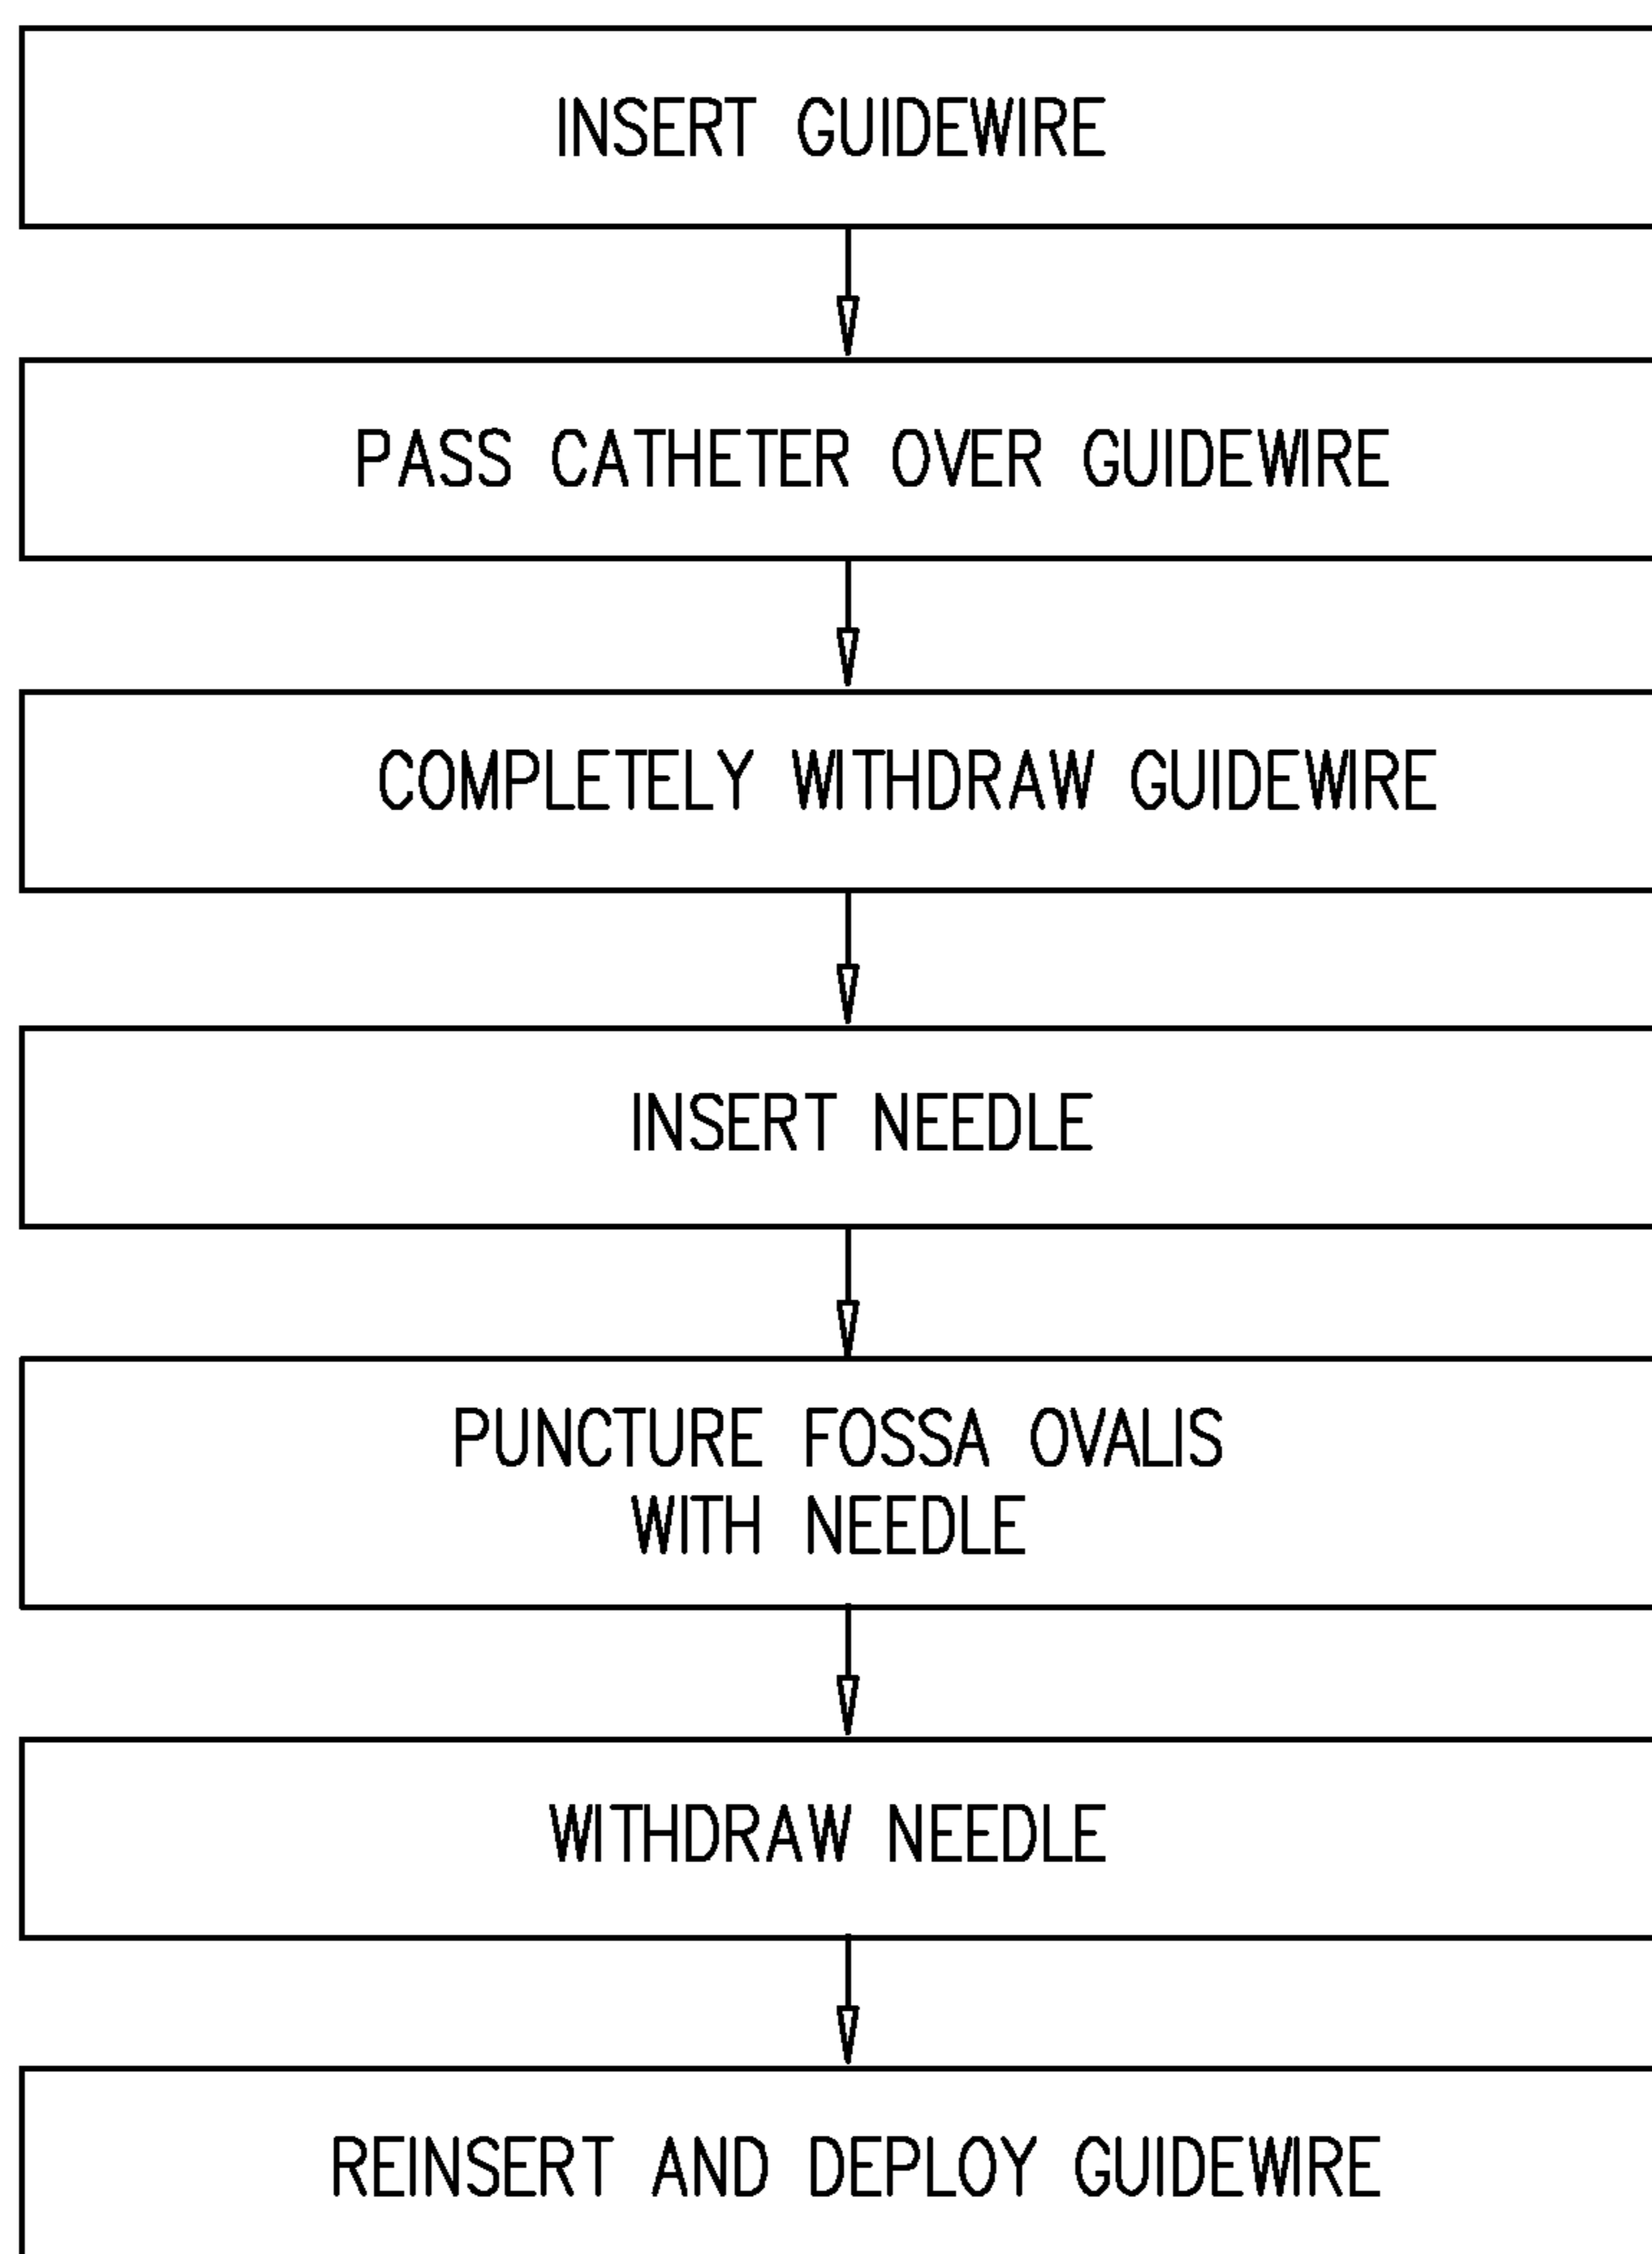 INSERT GUIDEWIRE
PASS CATHETER OVER GUIDEWIRE
COMPLETELY WITHDRAW GUIDEWIRE
INSERT NEEDLE
PUNCTURE FOSSA OVALIS
WITH NEEDLE
WITHDRAW NEEDLE
REINSERT AND DEPLOY GUIDEWIRE